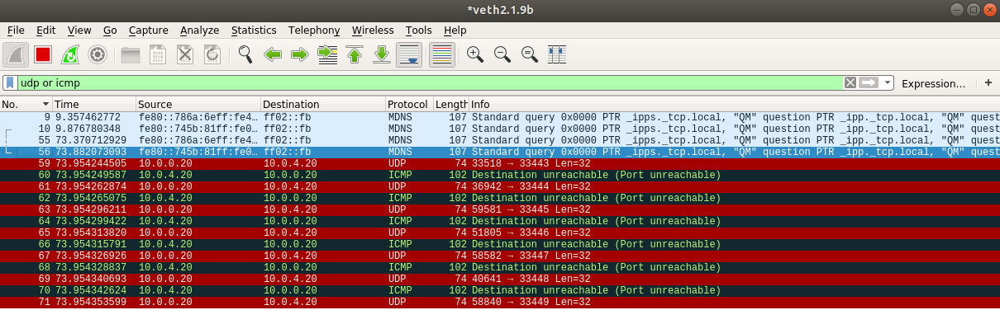 *veth2.1.9b
File Edit View Go Capture Analyze Statistics Telephony Wireless Tools Help
udp or icmp Expression… +
No. Time Source Destination Protocol Length Info
9 9.357462772 fe80::786a:6eff:fe4… ff02::fb MDNS 107 Standard query 0x0000 PTR _ipps._tcp.local, "QM" question PTR _ipp._tcp.local, "QM" quest
10 9.876780348 fe80::745b:81ff:fe0… ff02::fb MDNS 107 Standard query 0x0000 PTR _ipps._tcp.local, "QM" question PTR _ipp._tcp.local, "QM" quest
55 73.370712929 fe80::786a:6eff:fe4… ff02::fb MDNS 107 Standard query 0x0000 PTR _ipps._tcp.local, "QM" question PTR _ipp._tcp.local, "QM" quest
56 73.882073093 fe80::745b:81ff:fe0… ff02::fb MDNS 107 Standard query 0x0000 PTR _ipps._tcp.local, "QM" question PTR _ipp._tcp.local, "QM" quest
59 73.954244505 10.0.0.20 10.0.4.20 UDP 74 33518 → 33443 Len=32
60 73.954249587 10.0.4.20 10.0.0.20 ICMP 102 Destination unreachable (Port unreachable)
61 73.954262874 10.0.0.20 10.0.4.20 UDP 74 36942 → 33444 Len=32
62 73.954265075 10.0.4.20 10.0.0.20 ICMP 102 Destination unreachable (Port unreachable)
63 73.954296211 10.0.0.20 10.0.4.20 UDP 74 59581 → 33445 Len=32
64 73.954299422 10.0.4.20 10.0.0.20 ICMP 102 Destination unreachable (Port unreachable)
65 73.954313820 10.0.0.20 10.0.4.20 UDP 74 51805 → 33446 Len=32
66 73.954315791 10.0.4.20 10.0.0.20 ICMP 102 Destination unreachable (Port unreachable)
67 73.954326926 10.0.0.20 10.0.4.20 UDP 74 58582 → 33447 Len=32
68 73.954328837 10.0.4.20 10.0.0.20 ICMP 102 Destination unreachable (Port unreachable)
69 73.954340693 10.0.0.20 10.0.4.20 UDP 74 40641 → 33448 Len=32
70 73.954342624 10.0.4.20 10.0.0.20 ICMP 102 Destination unreachable (Port unreachable)
71 73.954353599 10.0.0.20 10.0.4.20 UDP 74 58840 → 33449 Len=32